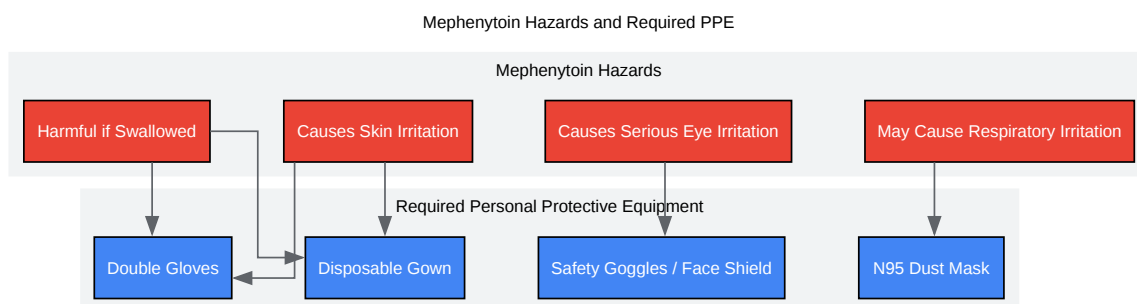 Mephenytoin Hazards and Required PPE
Mephenytoin Hazards
Harmful if Swallowed
Causes Skin Irritation
Causes Serious Eye Irritation
May Cause Respiratory Irritation
Required Personal Protective Equipment
Double Gloves
Disposable Gown
Safety Goggles / Face Shield
N95 Dust Mask